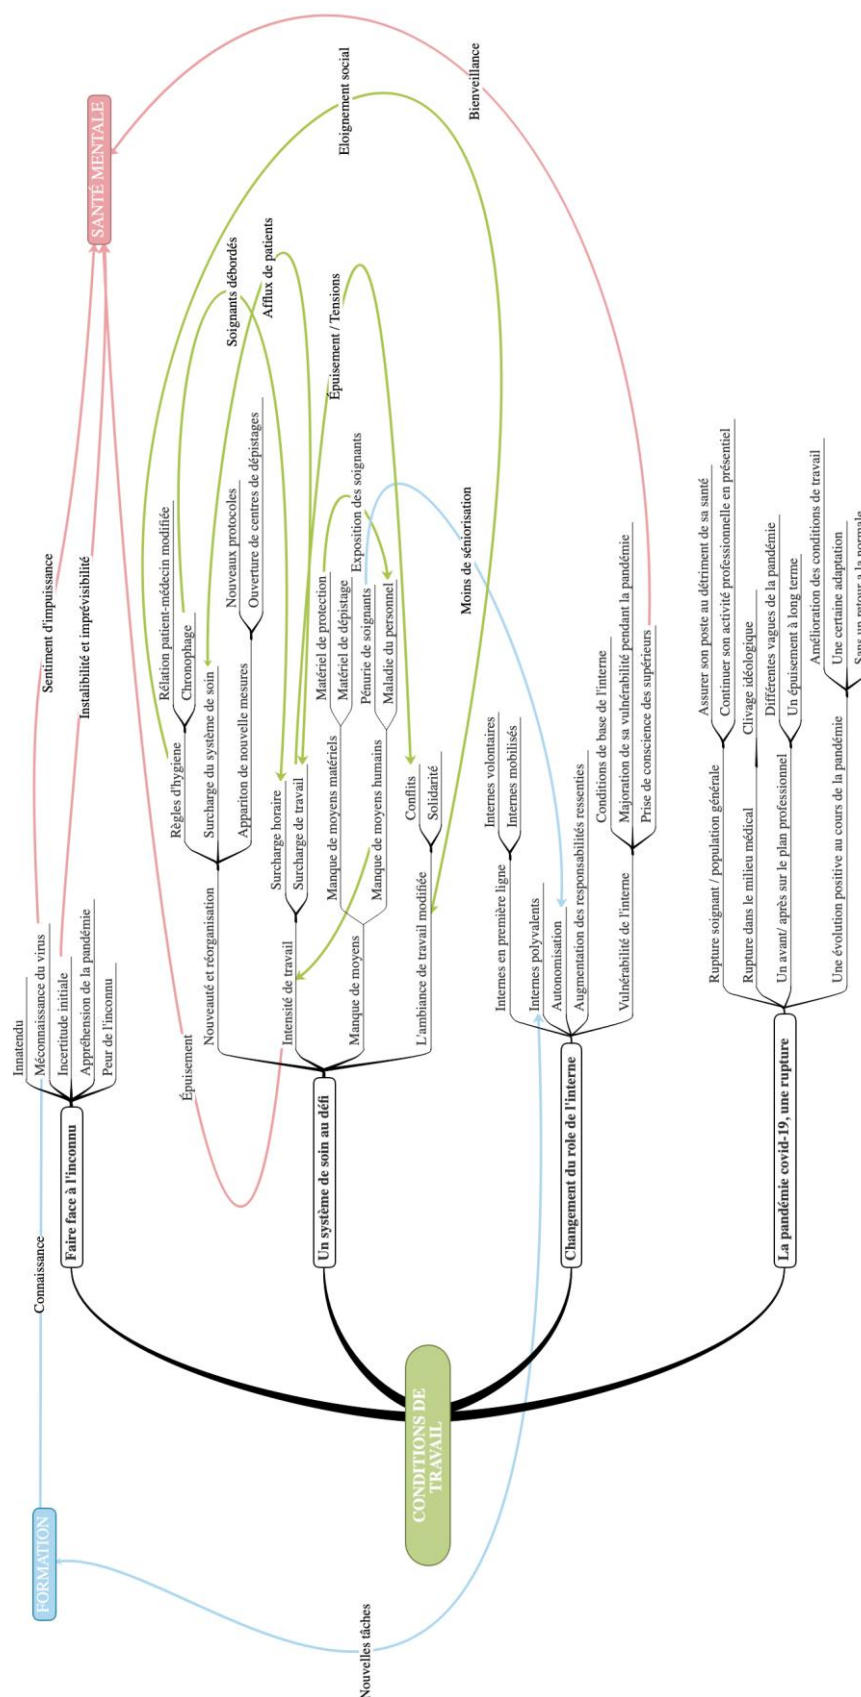 FORMATION
SANTÉ MENTALE
CONDITIONS DE
TRAVAIL
Connaissance
Sentiment d'impuissance
Instalibilité et imprévisibilité
Épuisement
Nouvelles tâches
Faire face à l'inconnu
Innatendu
Méconnaissance du virus
Incertitude initiale
Appréhension de la pandémie
Peur de l'inconnu
Un système de soin au défi
Nouveauté et réorganisation
Règles d'hygiene
Rélation patient-médecin modifiée
Chronophage
Surcharge du système de soin
Apparition de nouvelle mesures
Nouveaux protocoles
Ouverture de centres de dépistages
Intensité de travail
Surcharge horaire
Surcharge de travail
Manque de moyens
Manque de moyens matériels
Matériel de protection
Matériel de dépistage
Manque de moyens humains
Pénurie de soignants
Maladie du personnel
L'ambiance de travail modifiée
Conflits
Solidarité
Soignants débordés
Afflux de patients
Épuisement / Tensions
Eloignement social
Exposition des soignants
Moins de séniorisation
Bienveillance
Changement du role de l'interne
Internes en première ligne
Internes volontaires
Internes mobilisés
Internes polyvalents
Autonomisation
Augmentation des responsabilités ressenties
Vulnérabilité de l'interne
Conditions de base de l'interne
Majoration de sa vulnérabilité pendant la pandémie
Prise de conscience des supérieurs
La pandémie covid-19, une rupture
Rupture soignant / population générale
Assurer son poste au détriment de sa santé
Continuer son activité professionnelle en présentiel
Rupture dans le milieu médical
Clivage idéologique
Un avant/ après sur le plan professionnel
Différentes vagues de la pandémie
Un épuisement à long terme
Une évolution positive au cours de la pandémie
Amélioration des conditions de travail
Une certaine adaptation
Sans un retour a la normale